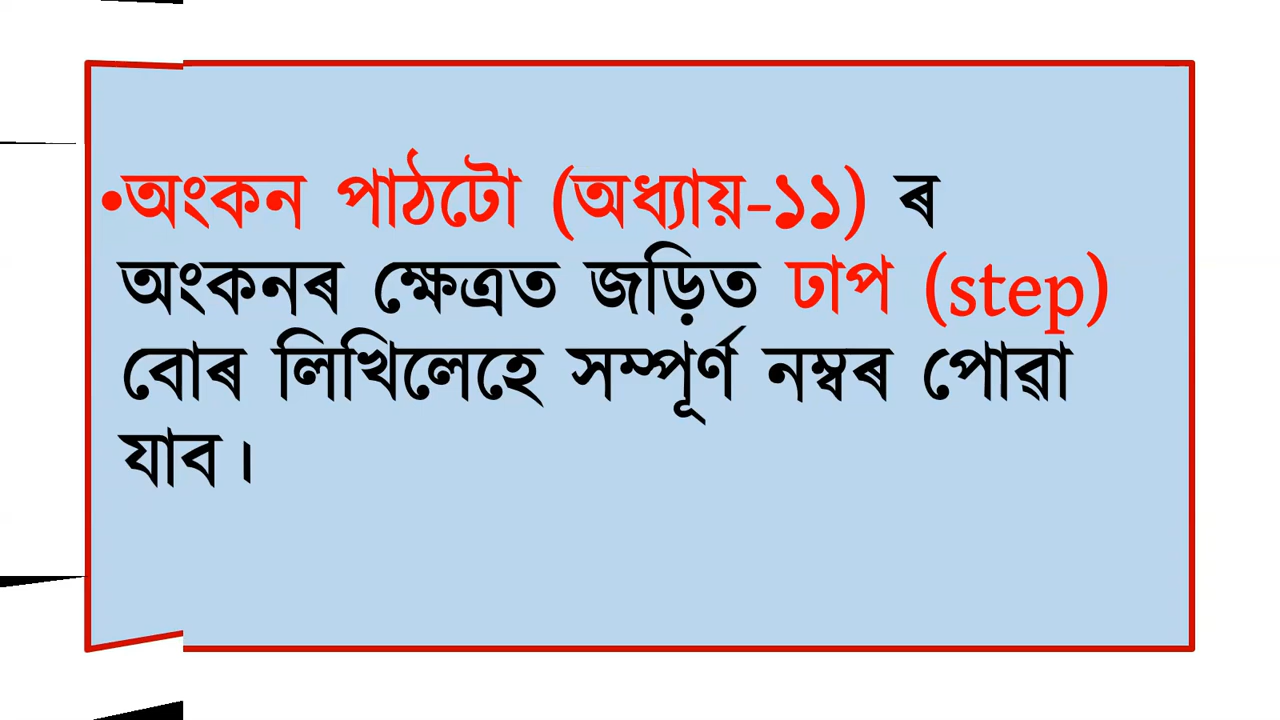 •অংকন পাঠটো (অধ্যায়-১১) ৰ
অংকনৰ ক্ষেত্ৰত জড়িত ঢাপ (step)
বোৰ লিখিলেহে সম্পূৰ্ণ নম্বৰ পোৱা
যাব।